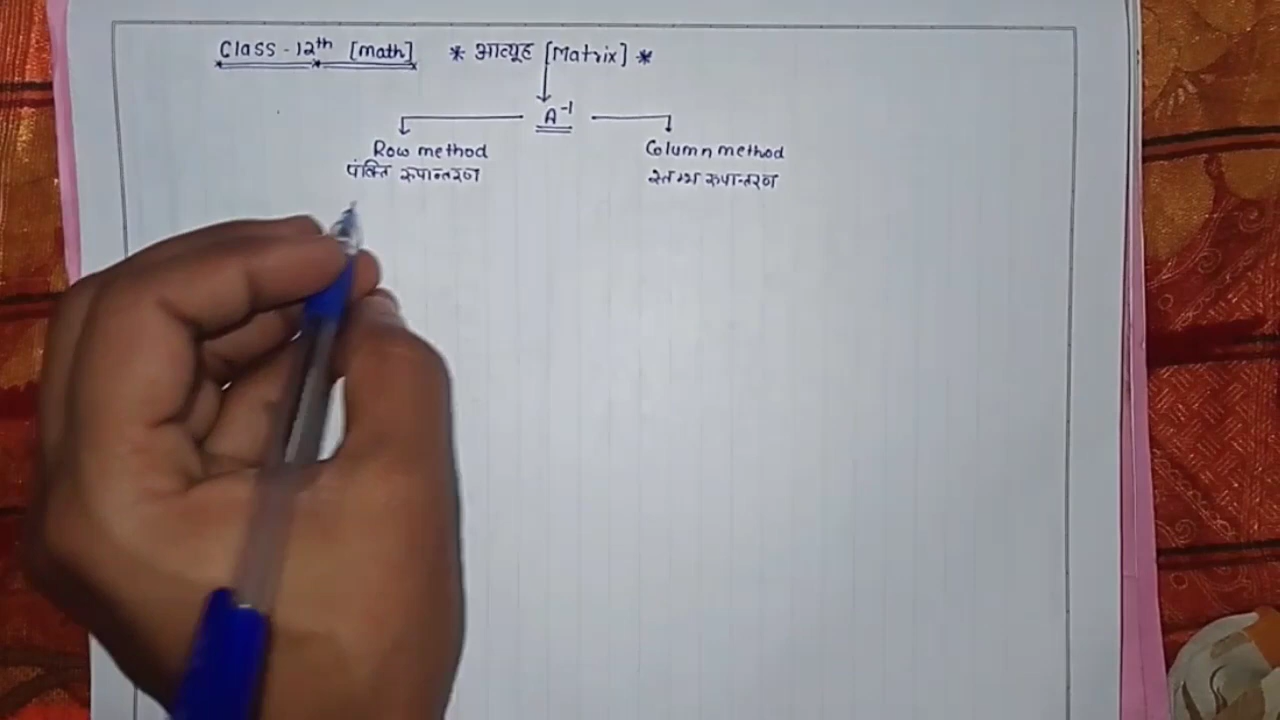 Class - 12th [math] * आव्यूह [Matrix] *
A⁻¹
Row method Column method
पंक्ति रुपान्तरण स्तम्भ रुपान्तरण